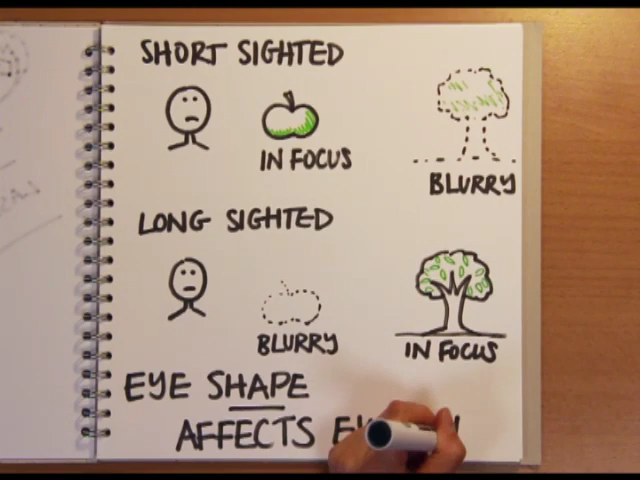 SHORT SIGHTED
IN FOCUS
BLURRY
LONG SIGHTED
BLURRY
IN FOCUS
EYE SHAPE
AFFECTS